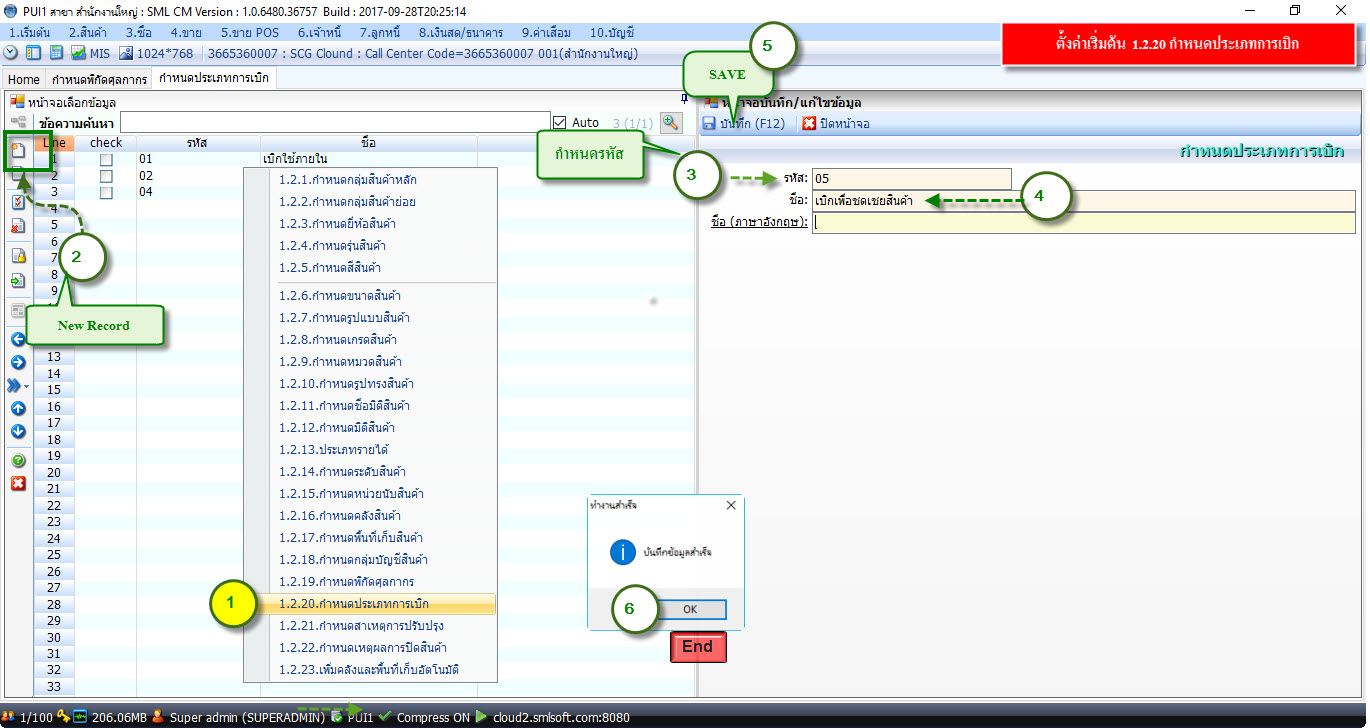 PUI1 สาขา สำนักงานใหญ่ : SML CM Version : 1.0.6480.36757 Build : 2017-09-28T20:25:14
1.เริ่มต้น 2.สินค้า 3.ซื้อ 4.ขาย 5.ขาย POS 6.เจ้าหนี้ 7.ลูกหนี้ 8.เงินสด/ธนาคาร 9.ค่าเสื่อม 10.บัญชี
MIS 1024*768 3665360007 : SCG Clound : Call Center Code=3665360007 001(สำนักงานใหญ่)
ตั้งค่าเริ่มต้น 1.2.20 กำหนดประเภทการเบิก
5
SAVE
Home กำหนดพิกัดศุลกากร กำหนดประเภทการเบิก
หน้าจอเลือกข้อมูล
หน้าจอบันทึก/แก้ไขข้อมูล
ข้อความค้นหา Auto 3 (1/1)
บันทึก (F12) ปิดหน้าจอ
Line check รหัส ชื่อ
กำหนดประเภทการเบิก
กำหนดรหัส
1 01 เบิกใช้ภายใน
2 02
3 04
3
รหัส: 05
ชื่อ: เบิกเพื่อชดเชยสินค้า
4
ชื่อ (ภาษาอังกฤษ):
4
5
6
7
8
9
2
New Record
13
14
15
16
17
18
19
20
21
22
23
24
25
26
27
28
29
30
31
32
33
1.2.1.กำหนดกลุ่มสินค้าหลัก
1.2.2.กำหนดกลุ่มสินค้าย่อย
1.2.3.กำหนดยี่ห้อสินค้า
1.2.4.กำหนดรุ่นสินค้า
1.2.5.กำหนดสีสินค้า
1.2.6.กำหนดขนาดสินค้า
1.2.7.กำหนดรูปแบบสินค้า
1.2.8.กำหนดเกรดสินค้า
1.2.9.กำหนดหมวดสินค้า
1.2.10.กำหนดรูปทรงสินค้า
1.2.11.กำหนดชื่อมิติสินค้า
1.2.12.กำหนดมิติสินค้า
1.2.13.ประเภทรายได้
1.2.14.กำหนดระดับสินค้า
1.2.15.กำหนดหน่วยนับสินค้า
1.2.16.กำหนดคลังสินค้า
1.2.17.กำหนดพื้นที่เก็บสินค้า
1.2.18.กำหนดกลุ่มบัญชีสินค้า
1.2.19.กำหนดพิกัดศุลกากร
1
1.2.20.กำหนดประเภทการเบิก
1.2.21.กำหนดสาเหตุการปรับปรุง
1.2.22.กำหนดเหตุผลการปิดสินค้า
1.2.23.เพิ่มคลังและพื้นที่เก็บอัตโนมัติ
ทำงานสำเร็จ
บันทึกข้อมูลสำเร็จ
6
OK
End
1/100 206.06MB Super admin (SUPERADMIN) PUI1 Compress ON cloud2.smlsoft.com:8080